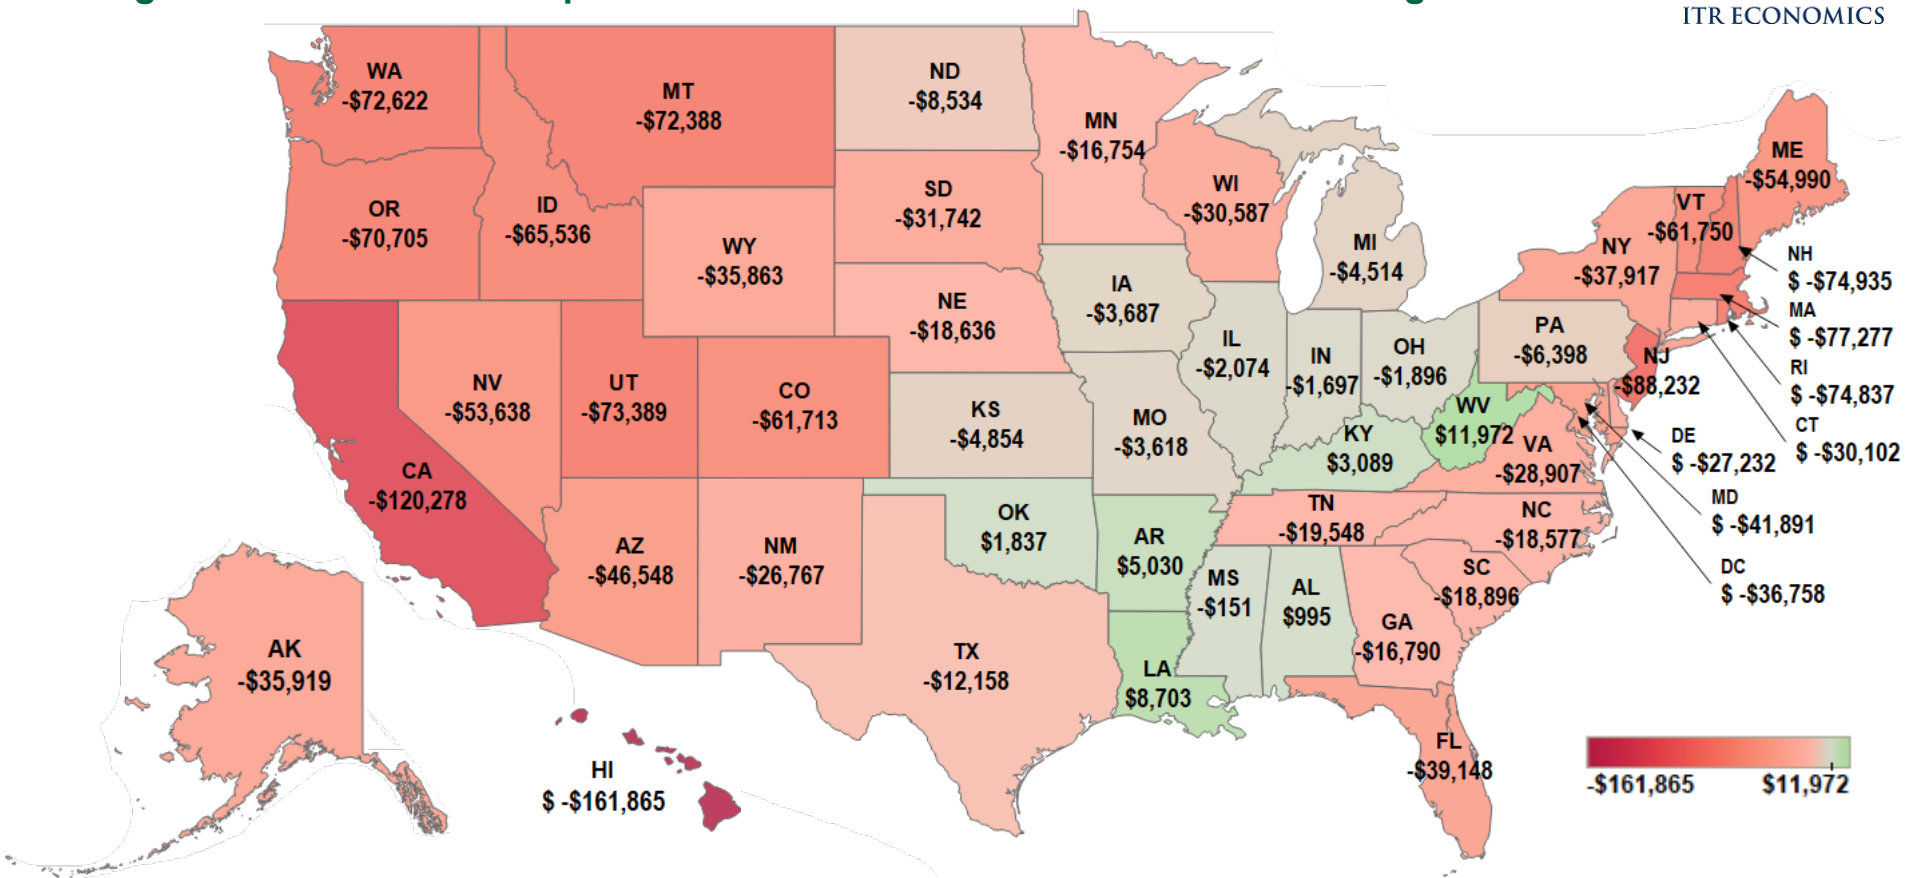 ITR ECONOMICS
WA
-$72,622
MT
-$72,388
ND
-$8,534
MN
-$16,754
OR
-$70,705
ID
-$65,536
WY
-$35,863
SD
-$31,742
WI
-$30,587
MI
-$4,514
ME
-$54,990
VT
-$61,750
NY
-$37,917
NH
$ -$74,935
MA
$ -$77,277
RI
$ -$74,837
CT
$ -$30,102
NE
-$18,636
IA
-$3,687
IL
-$2,074
IN
-$1,697
OH
-$1,896
PA
-$6,398
NJ
-$88,232
NV
-$53,638
UT
-$73,389
CO
-$61,713
KS
-$4,854
MO
-$3,618
KY
$3,089
WV
$11,972
VA
-$28,907
DE
$ -$27,232
MD
$ -$41,891
DC
$ -$36,758
CA
-$120,278
AZ
-$46,548
NM
-$26,767
OK
$1,837
AR
$5,030
TN
-$19,548
NC
-$18,577
SC
-$18,896
MS
-$151
AL
$995
GA
-$16,790
TX
-$12,158
LA
$8,703
FL
-$39,148
AK
-$35,919
HI
$ -$161,865
-$161,865
$11,972